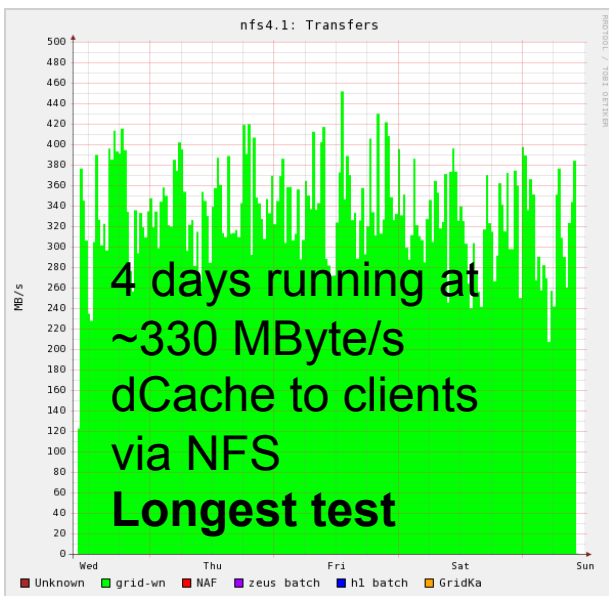 nfs4.1: Transfers
RRDTOOL / TOBI OETIKER
MB/s
500
480
460
440
420
400
380
360
340
320
300
280
260
240
220
200
180
160
140
120
100
80
60
40
20
0
4 days running at
~330 MByte/s
dCache to clients
via NFS
Longest test
Wed Thu Fri Sat Sun
Unknown grid-wn NAF zeus batch h1 batch GridKa